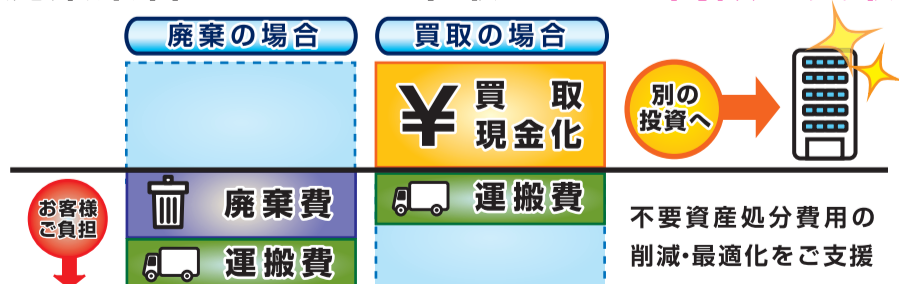 廃棄の場合
買取の場合
¥ 買取
現金化
別の
投資へ
お客様
ご負担
廃棄費
運搬費
運搬費
不要資産処分費用の
削減・最適化をご支援